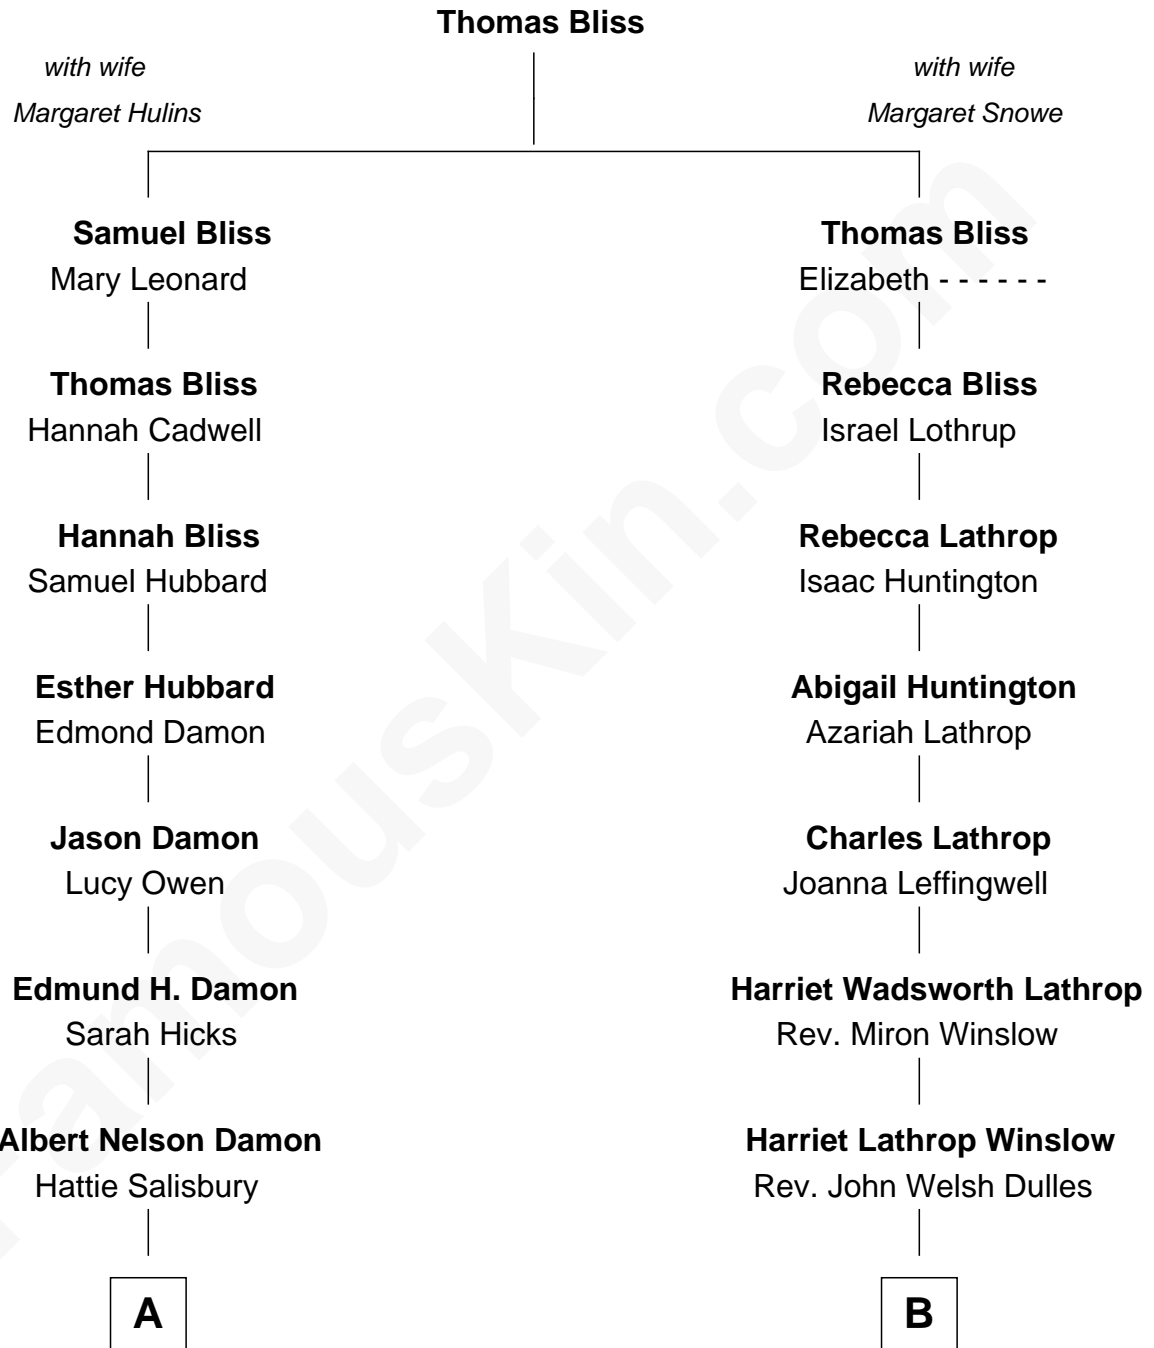 Thomas Bliss
with wife
Margaret Hulins
with wife
Margaret Snowe
Samuel Bliss
Mary Leonard
Thomas Bliss
Elizabeth - - - - - -
Thomas Bliss
Hannah Cadwell
Rebecca Bliss
Israel Lothrup
Hannah Bliss
Samuel Hubbard
Rebecca Lathrop
Isaac Huntington
Esther Hubbard
Edmond Damon
Abigail Huntington
Azariah Lathrop
Jason Damon
Lucy Owen
Charles Lathrop
Joanna Leffingwell
Edmund H. Damon
Sarah Hicks
Harriet Wadsworth Lathrop
Rev. Miron Winslow
Albert Nelson Damon
Hattie Salisbury
Harriet Lathrop Winslow
Rev. John Welsh Dulles
A
B
FamousKin.com